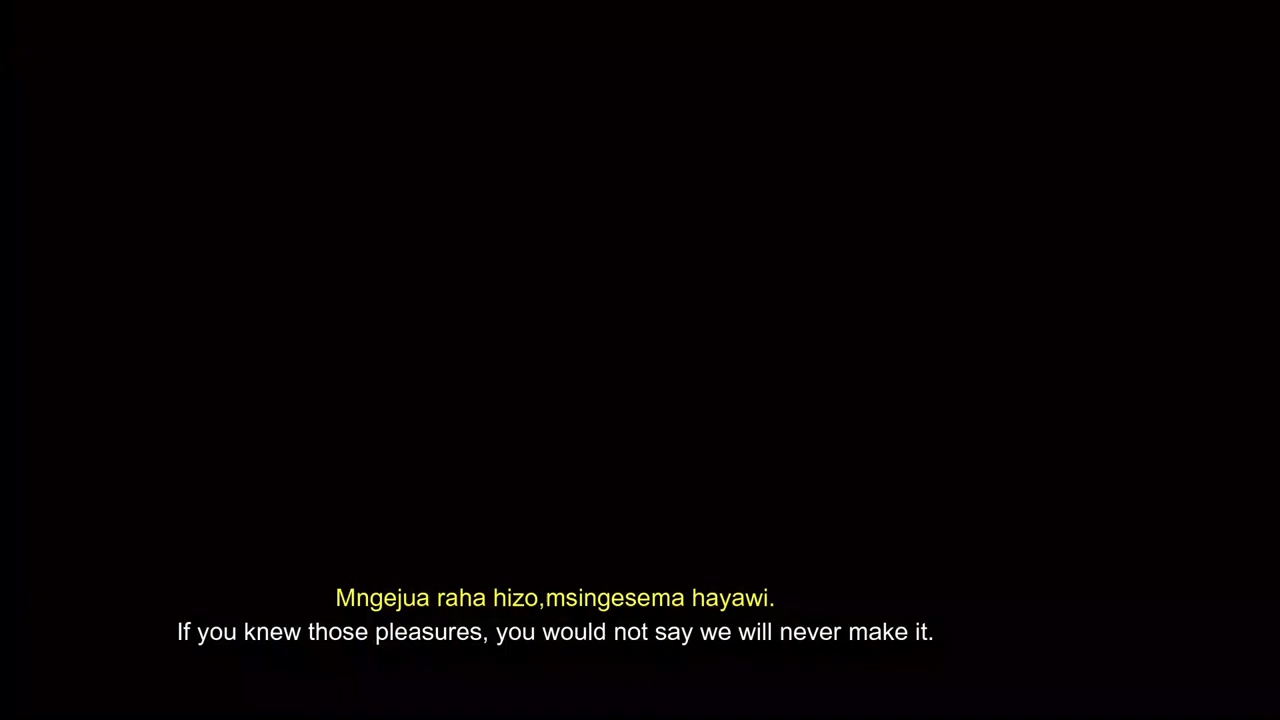 Mngejua raha hizo,msingesema hayawi.
If you knew those pleasures, you would not say we will never make it.